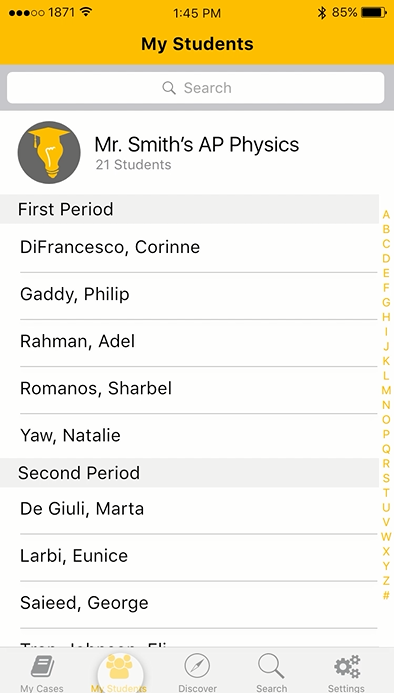 1871 1:45 PM 85%
My Students
Search
Mr. Smith's AP Physics
21 Students
First Period
DiFrancesco, Corinne
Gaddy, Philip
Rahman, Adel
Romanos, Sharbel
Yaw, Natalie
Second Period
De Giuli, Marta
Larbi, Eunice
Saieed, George
A
B
C
D
E
F
G
H
I
J
K
L
M
N
O
P
Q
R
S
T
U
V
W
X
Y
Z
#
My Cases My Students Discover Search Settings